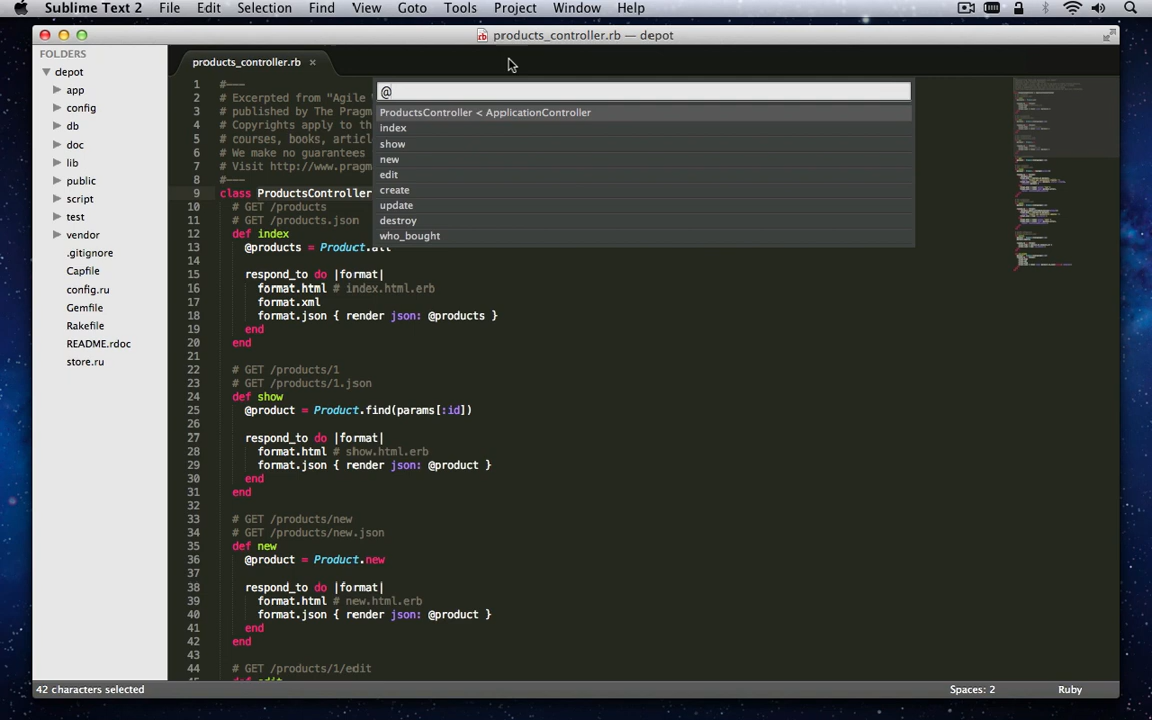 Sublime Text 2 File Edit Selection Find View Goto Tools Project Window Help
products_controller.rb — depot
FOLDERS
depot
app
config
db
doc
lib
public
script
test
vendor
.gitignore
Capfile
config.ru
Gemfile
Rakefile
README.rdoc
store.ru
products_controller.rb ×
@
ProductsController < ApplicationController
index
show
new
edit
create
update
destroy
who_bought
1 #---
2 # Excerpted from "Agile
3 # published by The Pragm
4 # Copyrights apply to th
5 # courses, books, articl
6 # We make no guarantees
7 # Visit http://www.pragm
8 #---
9 class ProductsController
10 # GET /products
11 # GET /products.json
12 def index
13 @products = Product.all
14
15 respond_to do |format|
16 format.html # index.html.erb
17 format.xml
18 format.json { render json: @products }
19 end
20 end
21
22 # GET /products/1
23 # GET /products/1.json
24 def show
25 @product = Product.find(params[:id])
26
27 respond_to do |format|
28 format.html # show.html.erb
29 format.json { render json: @product }
30 end
31 end
32
33 # GET /products/new
34 # GET /products/new.json
35 def new
36 @product = Product.new
37
38 respond_to do |format|
39 format.html # new.html.erb
40 format.json { render json: @product }
41 end
42 end
43
44 # GET /products/1/edit
42 characters selected Spaces: 2 Ruby